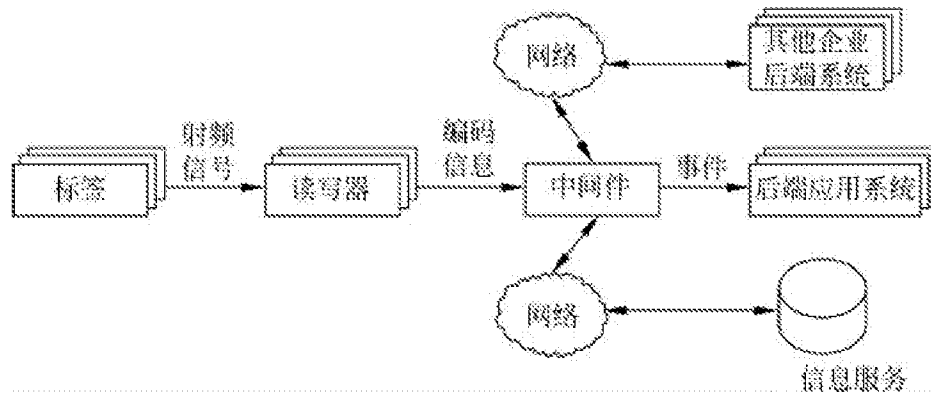 网络
其他企业
后端系统
射频
信号
编码
信息
标签
读写器
中间件
事件
后端应用系统
网络
信息服务